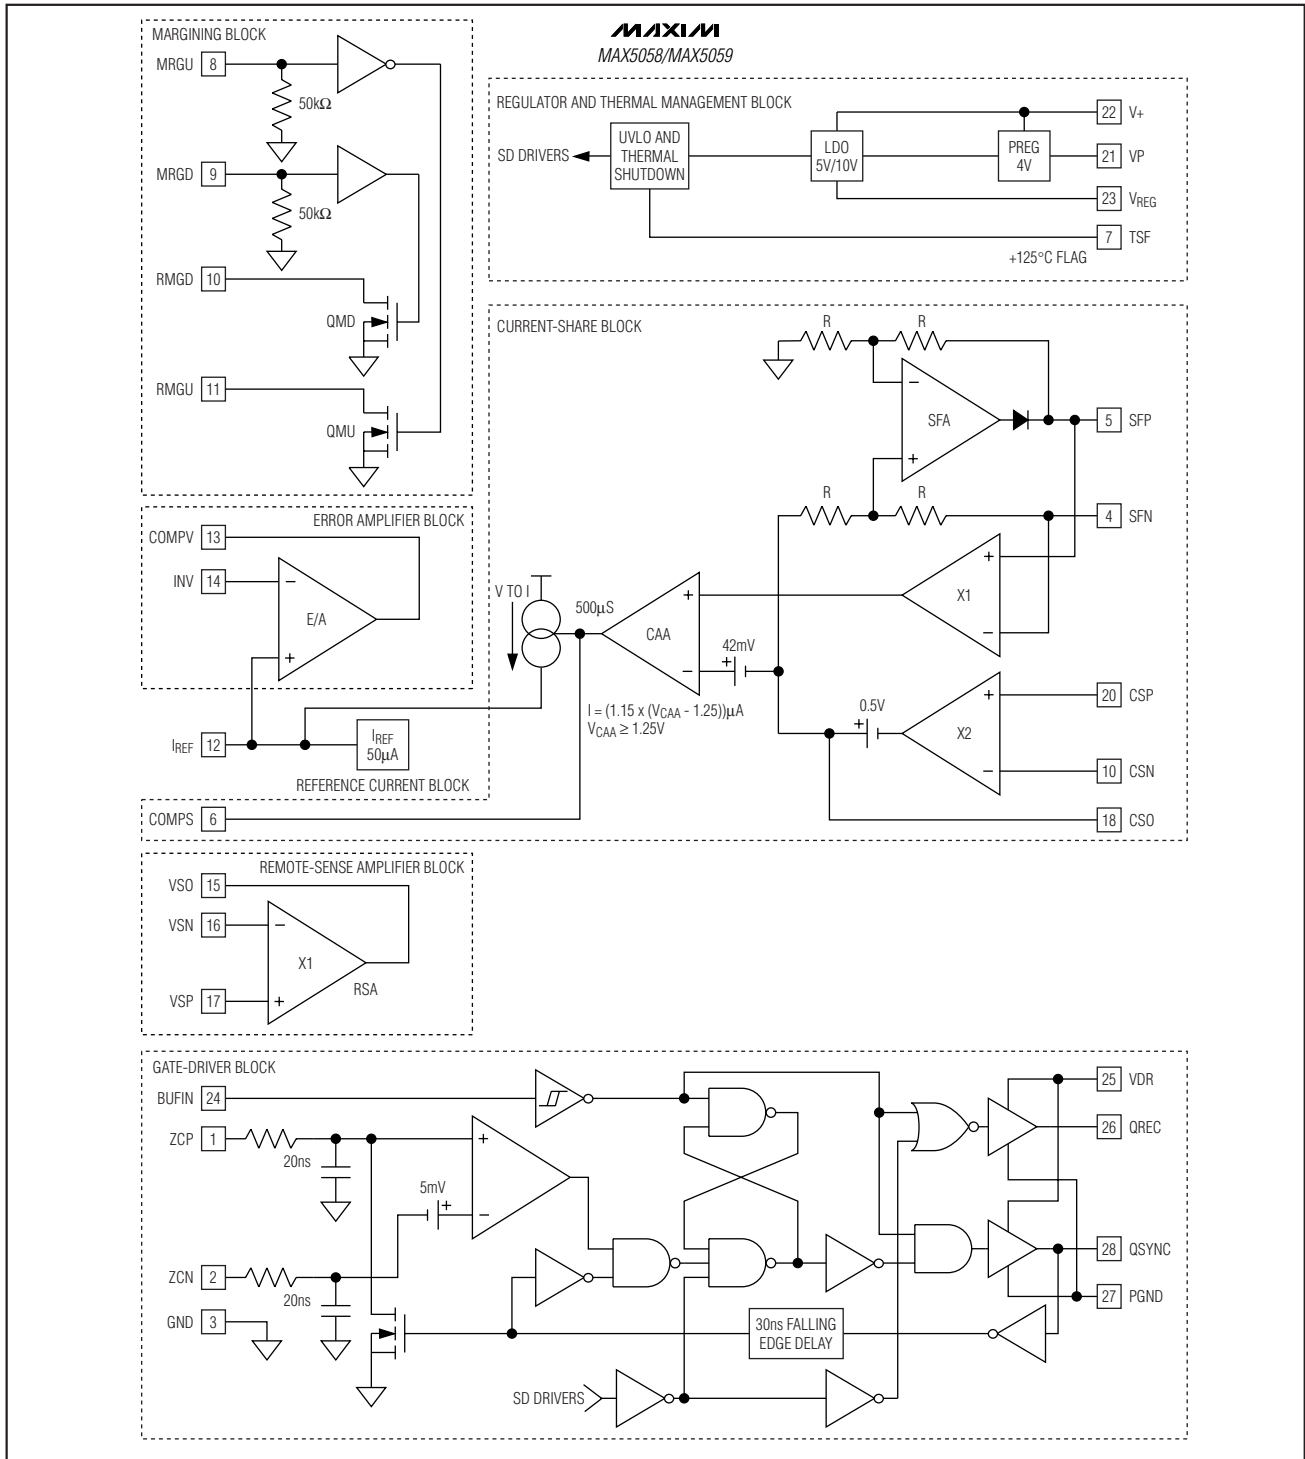 MAXIM
MAX5058/MAX5059
MARGINING BLOCK
MRGU 8
50kΩ
MRGD 9
50kΩ
RMGD 10
QMD
RMGU 11
QMU
REGULATOR AND THERMAL MANAGEMENT BLOCK
SD DRIVERS
UVLO AND
THERMAL
SHUTDOWN
LDO
5V/10V
PREG
4V
22 V+
21 VP
23 VREG
7 TSF
+125°C FLAG
CURRENT-SHARE BLOCK
R R
−
SFA
+
5 SFP
R R
4 SFN
+
X1
−
V TO I
500µS
+
CAA
−
42mV
+
I = (1.15 x (VCAA - 1.25))µA
VCAA ≥ 1.25V
0.5V
+
+
X2
−
20 CSP
10 CSN
18 CSO
ERROR AMPLIFIER BLOCK
COMPV 13
INV 14
−
E/A
+
IREF 12
IREF
50µA
REFERENCE CURRENT BLOCK
COMPS 6
REMOTE-SENSE AMPLIFIER BLOCK
VSO 15
VSN 16
−
X1
RSA
VSP 17
+
GATE-DRIVER BLOCK
BUFIN 24
ZCP 1
20ns
+
5mV
+
−
ZCN 2
20ns
GND 3
25 VDR
26 QREC
28 QSYNC
27 PGND
30ns FALLING
EDGE DELAY
SD DRIVERS